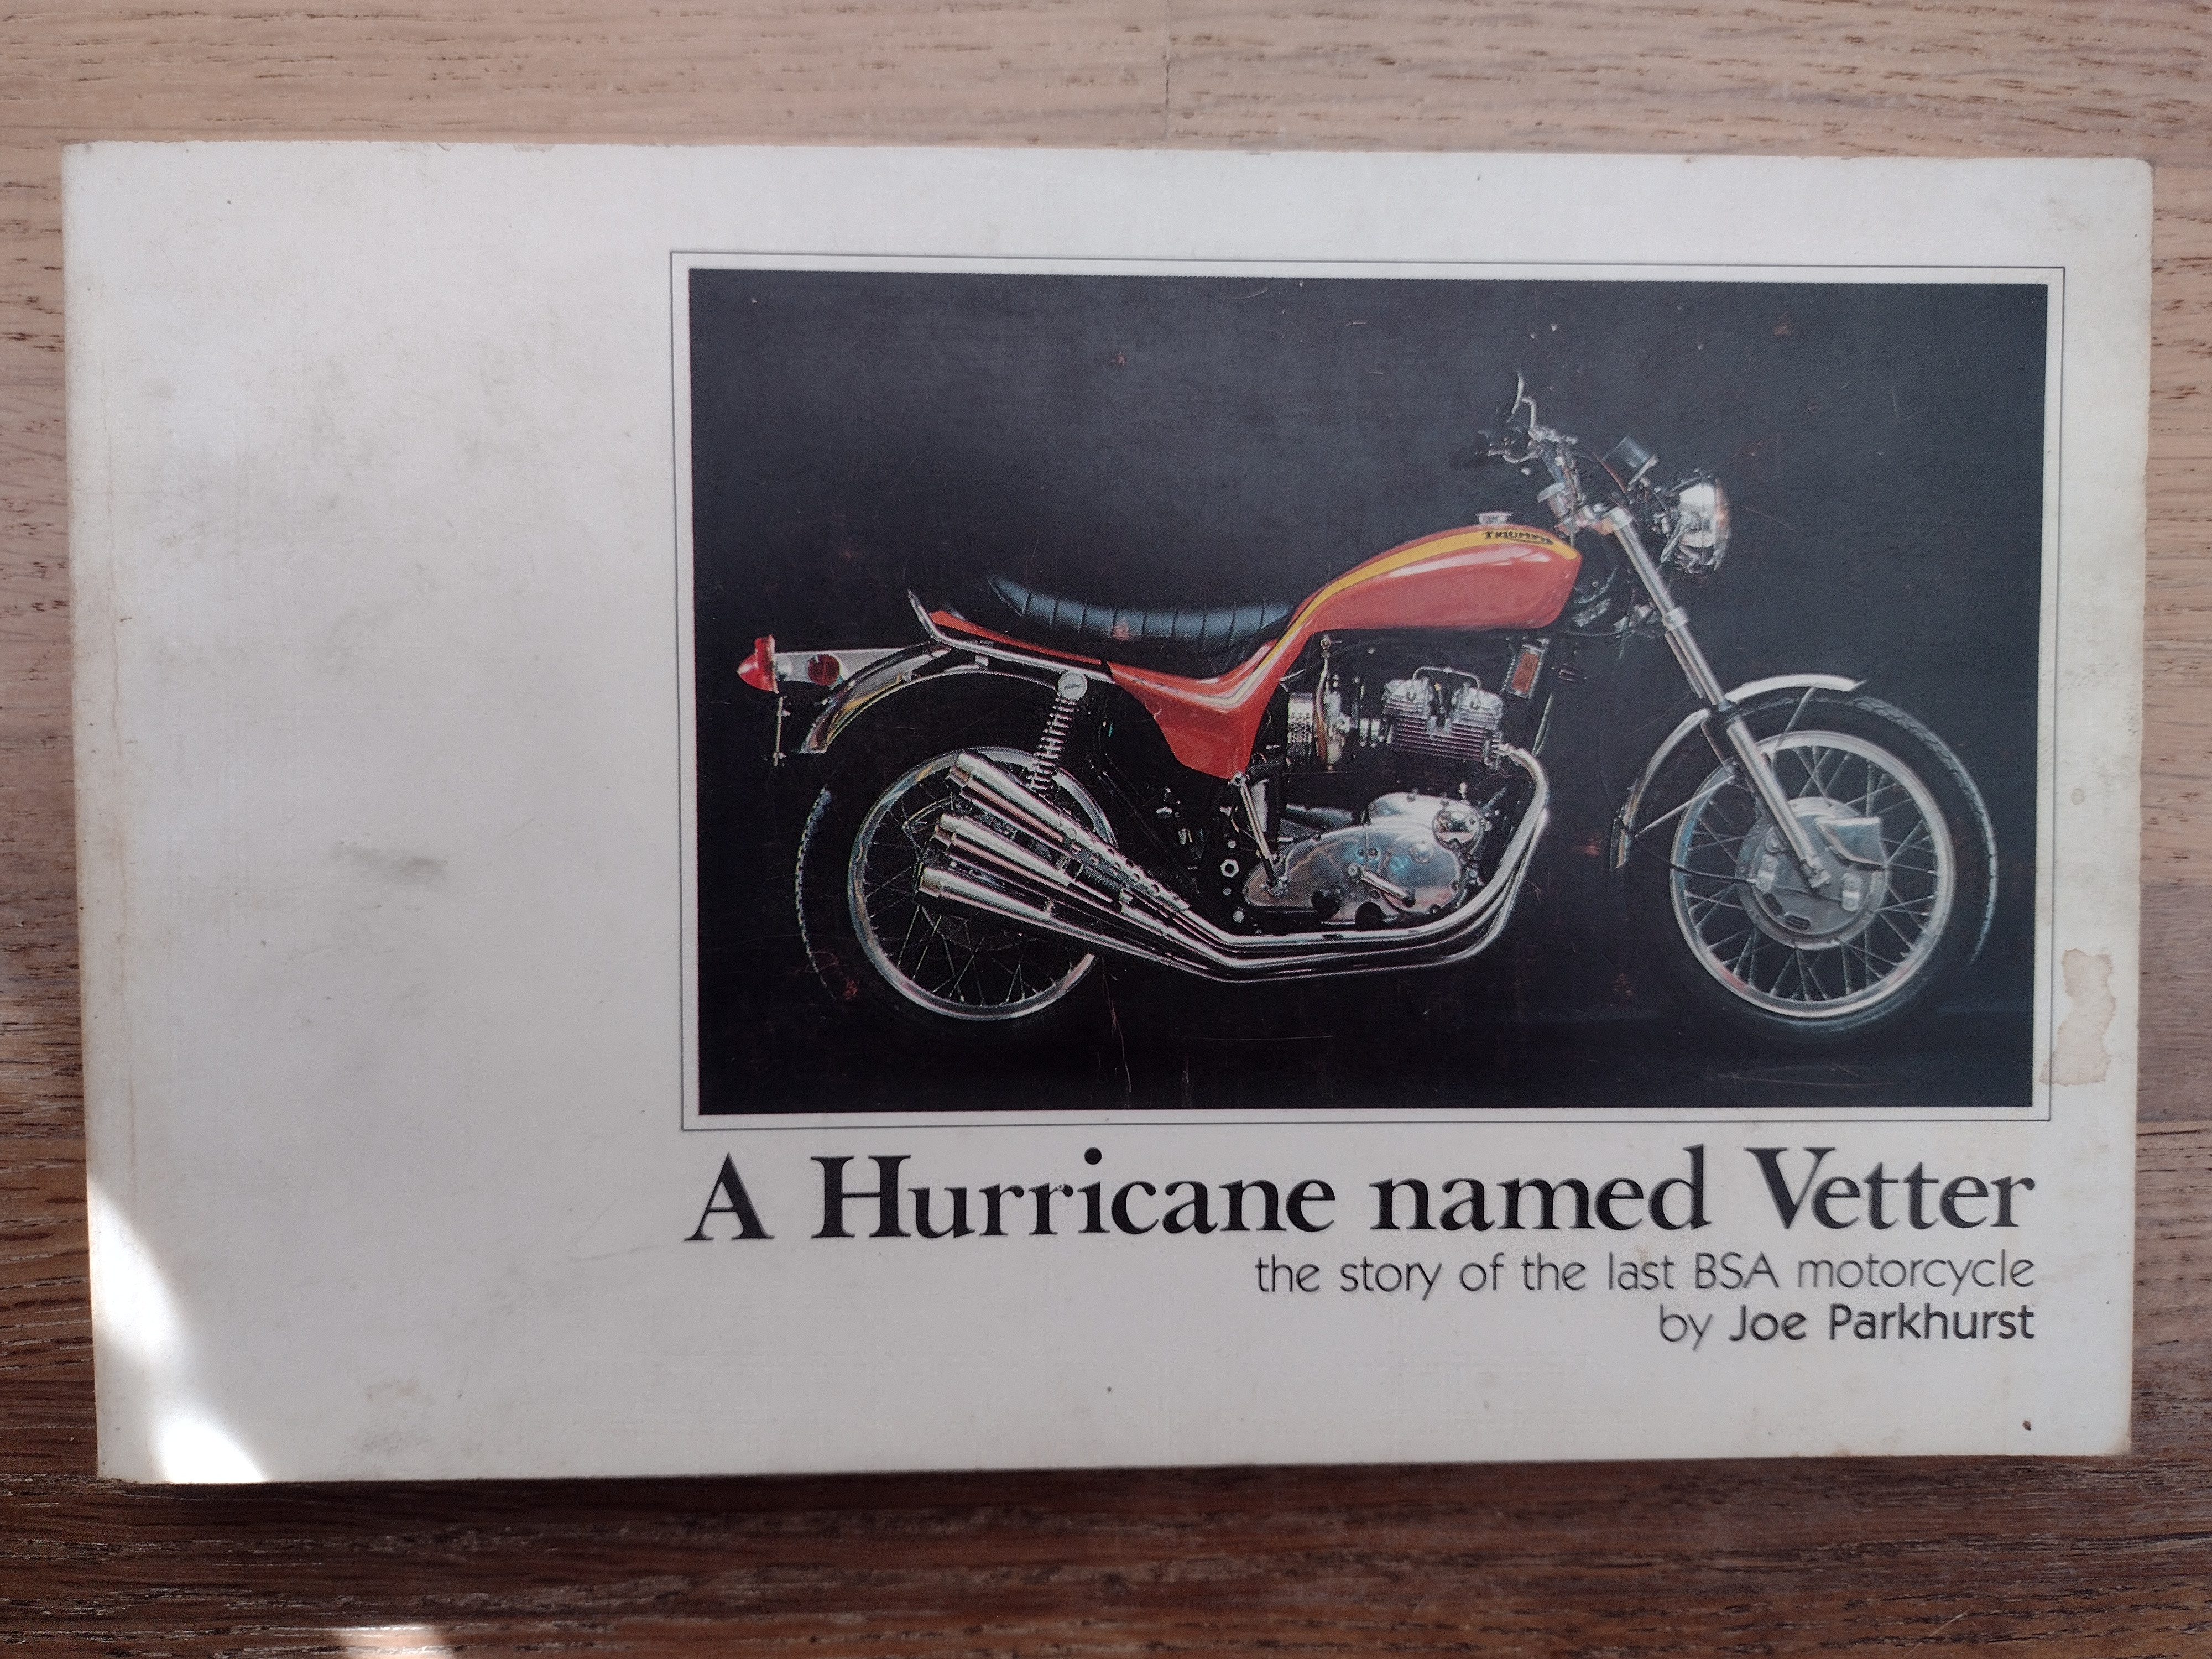 TRIUMPH
A Hurricane named Vetter
the story of the last BSA motorcycle
by Joe Parkhurst